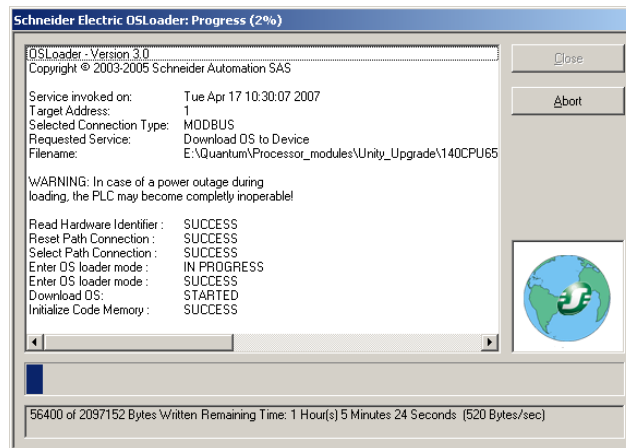 Schneider Electric OSLoader: Progress (2%)
OSLoader - Version 3.0
Copyright © 2003-2005 Schneider Automation SAS
Service invoked on: Tue Apr 17 10:30:07 2007
Target Address: 1
Selected Connection Type: MODBUS
Requested Service: Download OS to Device
Filename: E:\Quantum\Processor_modules\Unity_Upgrade\140CPU65
WARNING: In case of a power outage during
loading, the PLC may become completly inoperable!
Read Hardware Identifier : SUCCESS
Reset Path Connection : SUCCESS
Select Path Connection : SUCCESS
Enter OS loader mode : IN PROGRESS
Enter OS loader mode : SUCCESS
Download OS: STARTED
Initialize Code Memory : SUCCESS
Close
Abort
56400 of 2097152 Bytes Written Remaining Time: 1 Hour(s) 5 Minutes 24 Seconds (520 Bytes/sec)